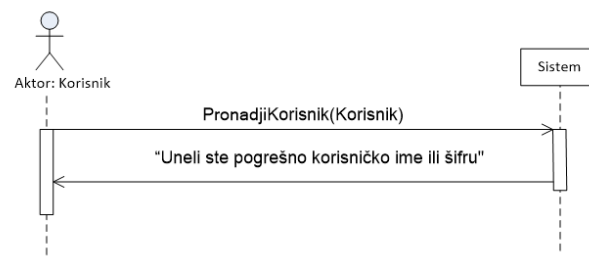 Aktor: Korisnik
Sistem
PronadjiKorisnik(Korisnik)
“Uneli ste pogrešno korisničko ime ili šifru"